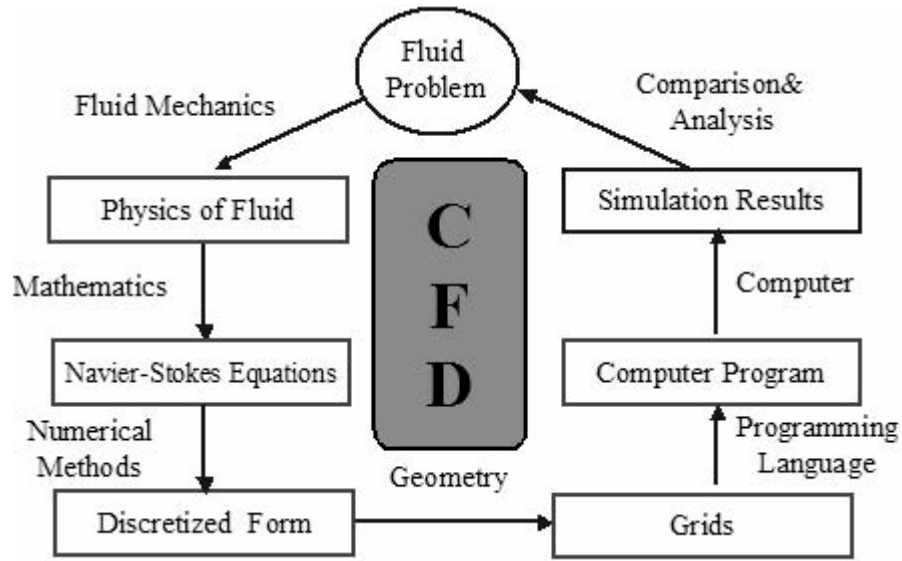 Fluid
Problem
Fluid Mechanics
Comparison&
Analysis
Physics of Fluid
C
F
D
Simulation Results
Mathematics
Computer
Navier-Stokes Equations
Computer Program
Numerical
Methods
Programming
Language
Geometry
Discretized Form
Grids